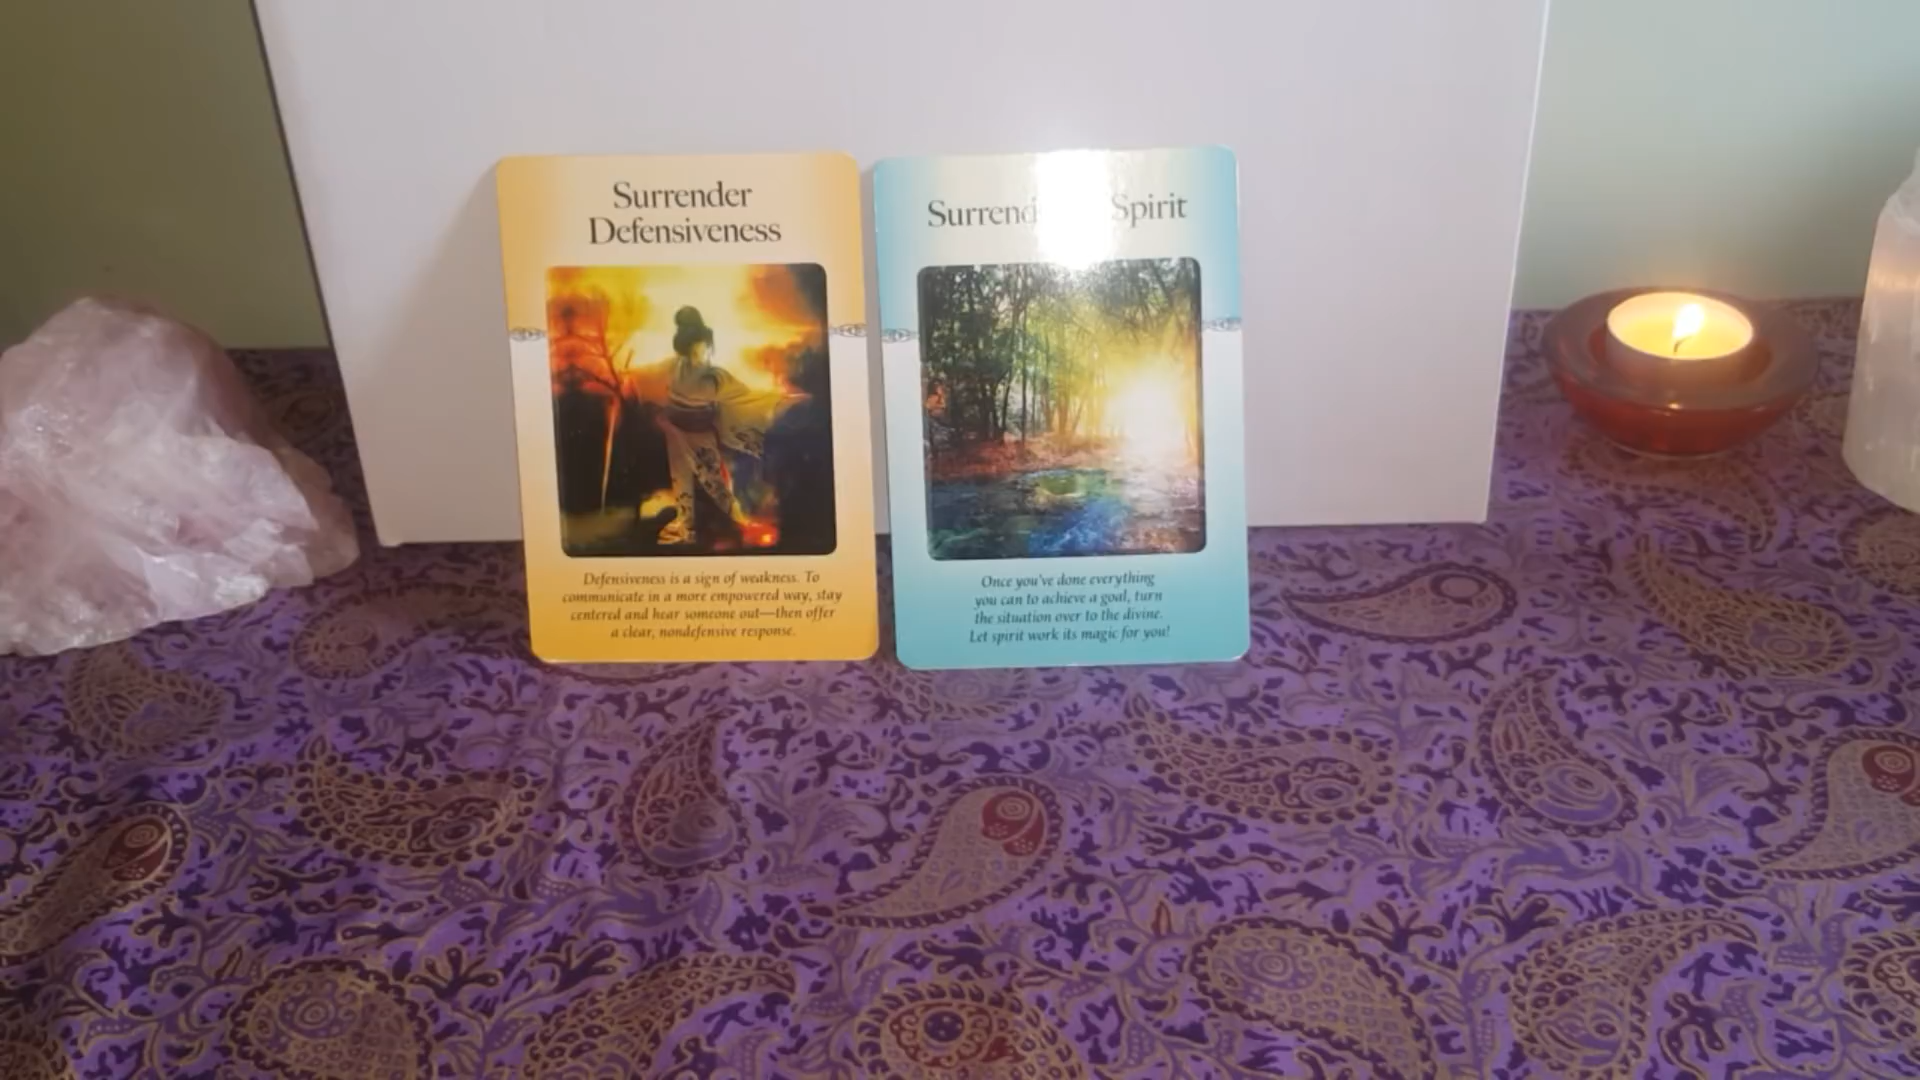 Surrender
Defensiveness
Defensiveness is a sign of weakness. To
communicate in a more empowered way, stay
centered and hear someone out—then offer
a clear, nondefensive response.
Spirit
Once you've done everything
you can to achieve a goal, turn
the situation over to the divine.
Let spirit work its magic for you!